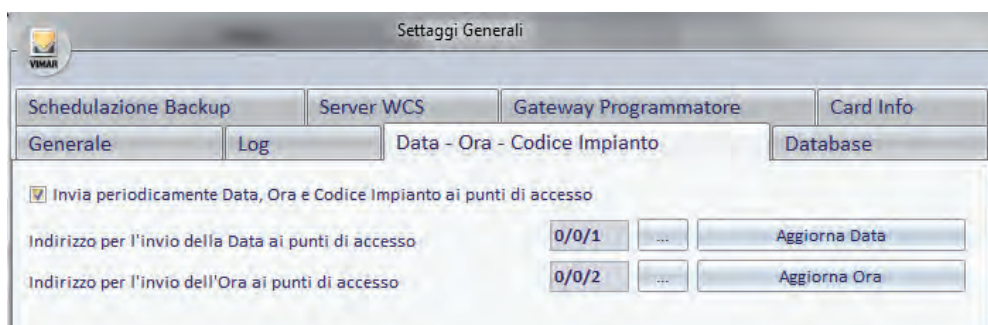 Settaggi Generali
VIMAR
Schedulazione Backup Server WCS Gateway Programmatore Card Info
Generale Log Data - Ora - Codice Impianto Database
Invia periodicamente Data, Ora e Codice Impianto ai punti di accesso
Indirizzo per l'invio della Data ai punti di accesso 0/0/1 ... Aggiorna Data
Indirizzo per l'invio dell'Ora ai punti di accesso 0/0/2 ... Aggiorna Ora